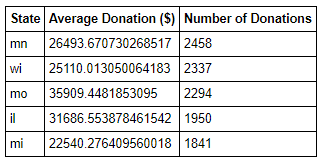 State Average Donation ($) Number of Donations
mn 26493.670730268517 2458
wi 25110.013050064183 2337
mo 35909.4481853095 2294
il 31686.553878461542 1950
mi 22540.276409560018 1841